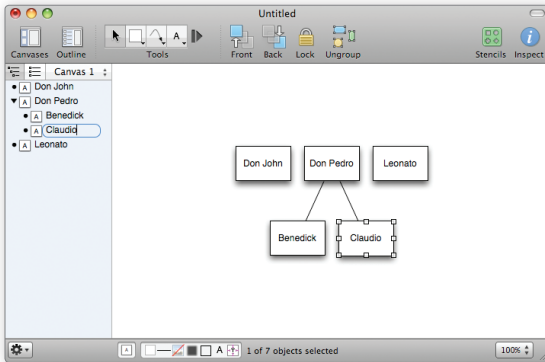 Untitled
Canvases Outline Tools Front Back Lock Ungroup Stencils Inspect
Canvas 1
A Don John
A Don Pedro
A Benedick
A Claudio
A Leonato
Don John Don Pedro Leonato
Benedick Claudio
A A 1 of 7 objects selected 100%